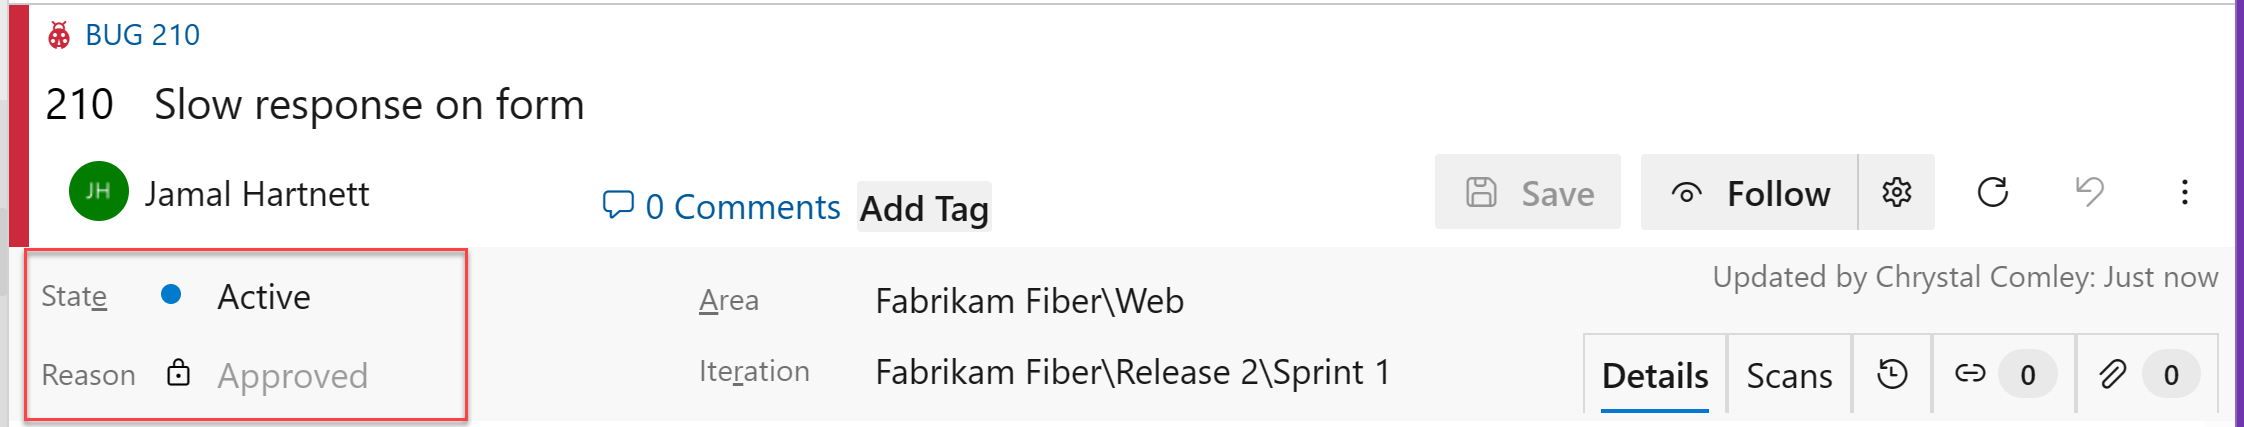 BUG 210
210 Slow response on form
JH Jamal Hartnett 0 Comments Add Tag Save Follow
State Active Area Fabrikam Fiber\Web Updated by Chrystal Comley: Just now
Reason Approved Iteration Fabrikam Fiber\Release 2\Sprint 1 Details Scans 0 0